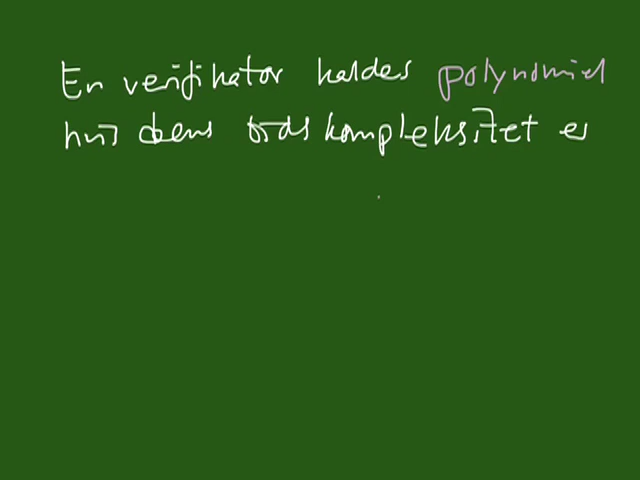 En verifikator kaldes polynomiel
hvis dens tidskompleksitet er